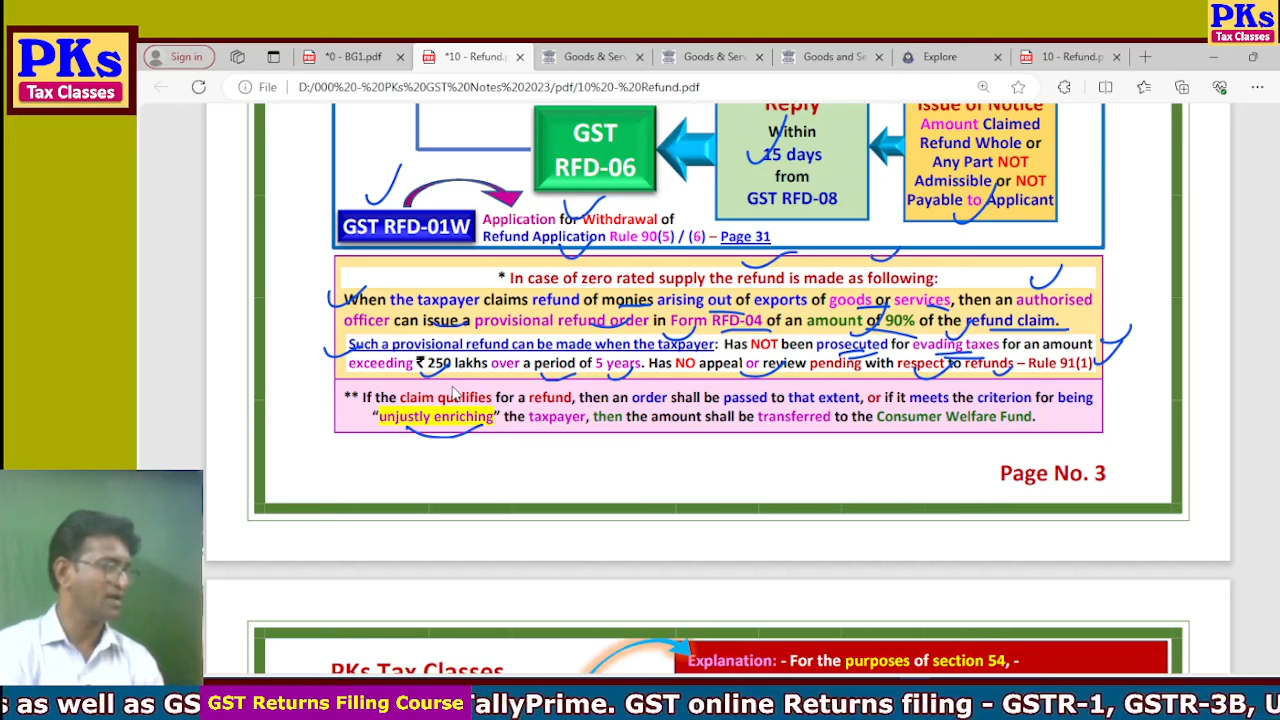 PKs
Tax Classes
PKs
Tax Classes
Sign in
*0 - BG1.pdf
*10 - Refund.p
Goods & Serv
Goods & Serv
Goods and Se
Explore
10 - Refund.p
File
D:/000%20-%20PKs%20GST%20Notes%202023/pdf/10%20-%20Refund.pdf
Reply
Within
15 days
from
GST RFD-08
Issue of Notice
Amount Claimed
Refund Whole or
Any Part NOT
Admissible or NOT
Payable to Applicant
GST
RFD-06
GST RFD-01W
Application for Withdrawal of
Refund Application Rule 90(5) / (6) – Page 31
* In case of zero rated supply the refund is made as following:
When the taxpayer claims refund of monies arising out of exports of goods or services, then an authorised
officer can issue a provisional refund order in Form RFD-04 of an amount of 90% of the refund claim.
Such a provisional refund can be made when the taxpayer: Has NOT been prosecuted for evading taxes for an amount
exceeding ₹ 250 lakhs over a period of 5 years. Has NO appeal or review pending with respect to refunds – Rule 91(1)
** If the claim qualifies for a refund, then an order shall be passed to that extent, or if it meets the criterion for being
“unjustly enriching” the taxpayer, then the amount shall be transferred to the Consumer Welfare Fund.
Page No. 3
PKs Tax Classes
Explanation: - For the purposes of section 54, -
s as well as GS
GST Returns Filing Course
TallyPrime. GST online Returns filing - GSTR-1, GSTR-3B, U